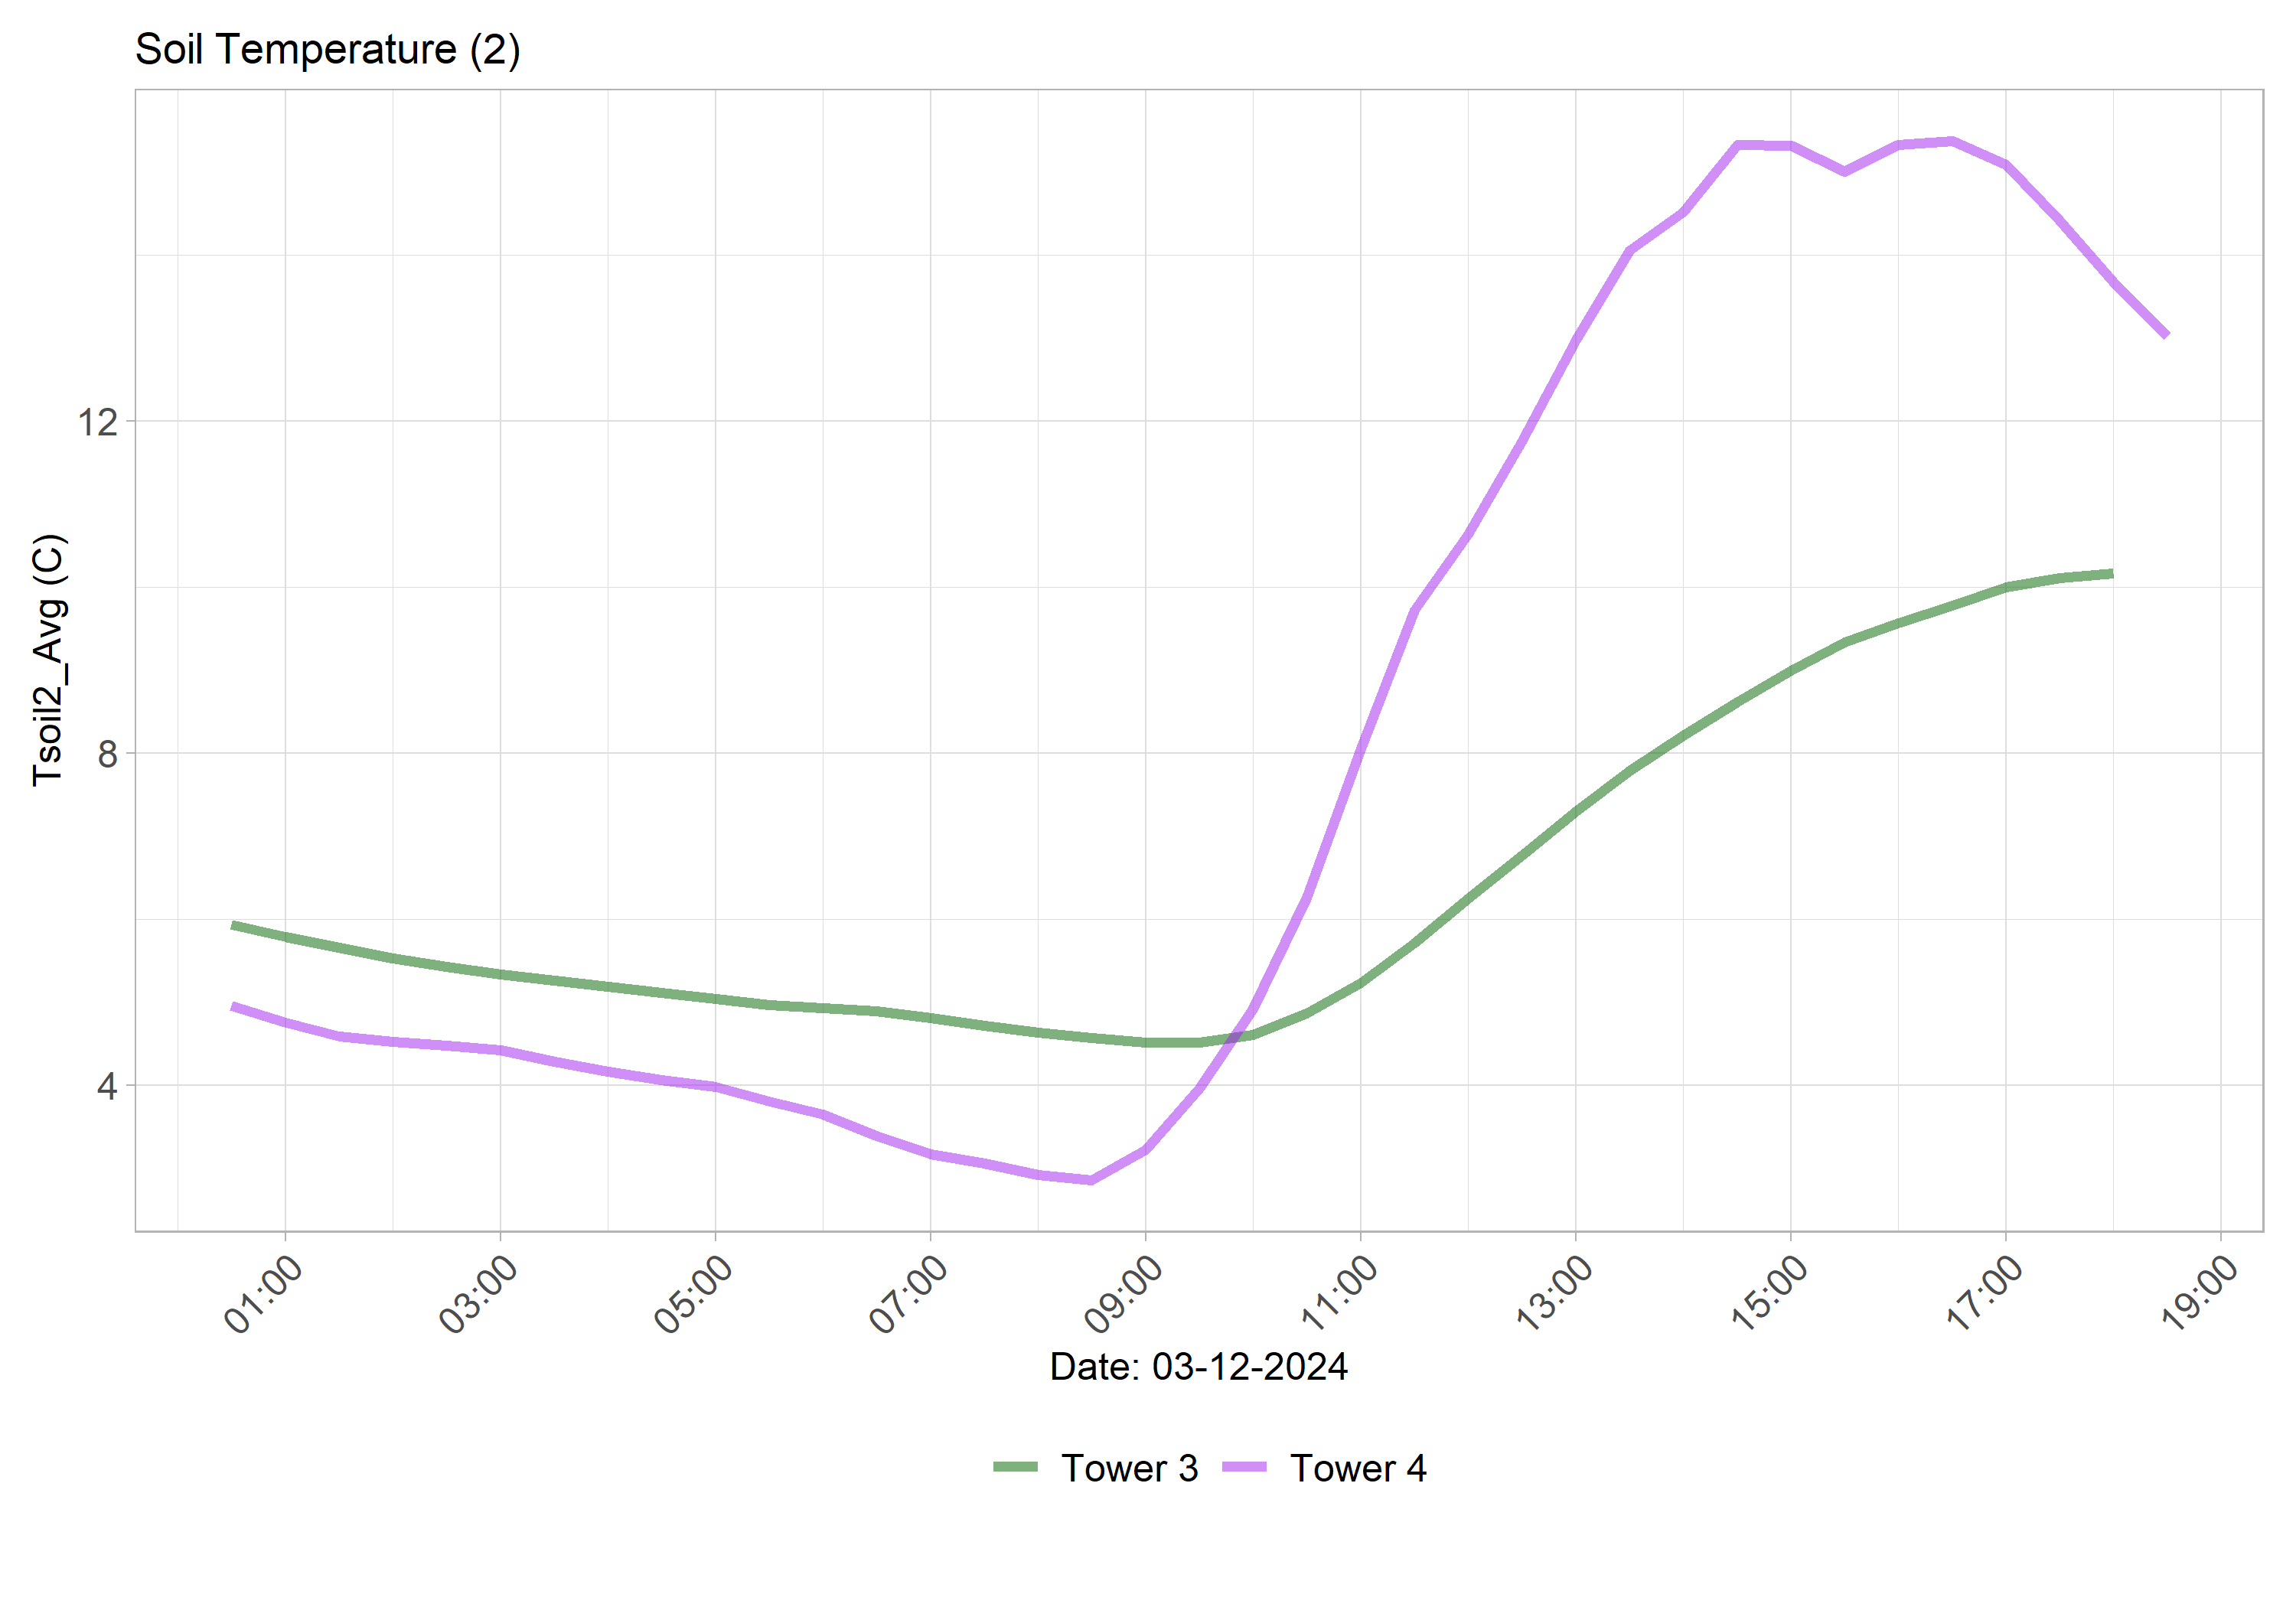 Soil Temperature (2)
Tsoil2_Avg (C)
12
8
4
01:00 03:00 05:00 07:00 09:00 11:00 13:00 15:00 17:00 19:00
Date: 03-12-2024
Tower 3 Tower 4